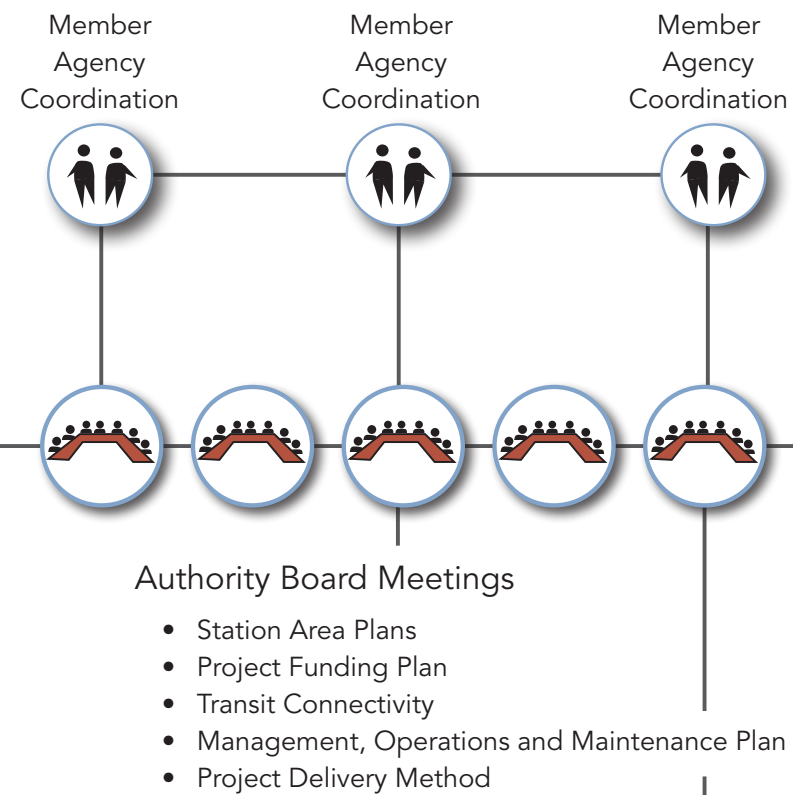 Member
Agency
Coordination
Member
Agency
Coordination
Member
Agency
Coordination
Authority Board Meetings
• Station Area Plans
• Project Funding Plan
• Transit Connectivity
• Management, Operations and Maintenance Plan
• Project Delivery Method